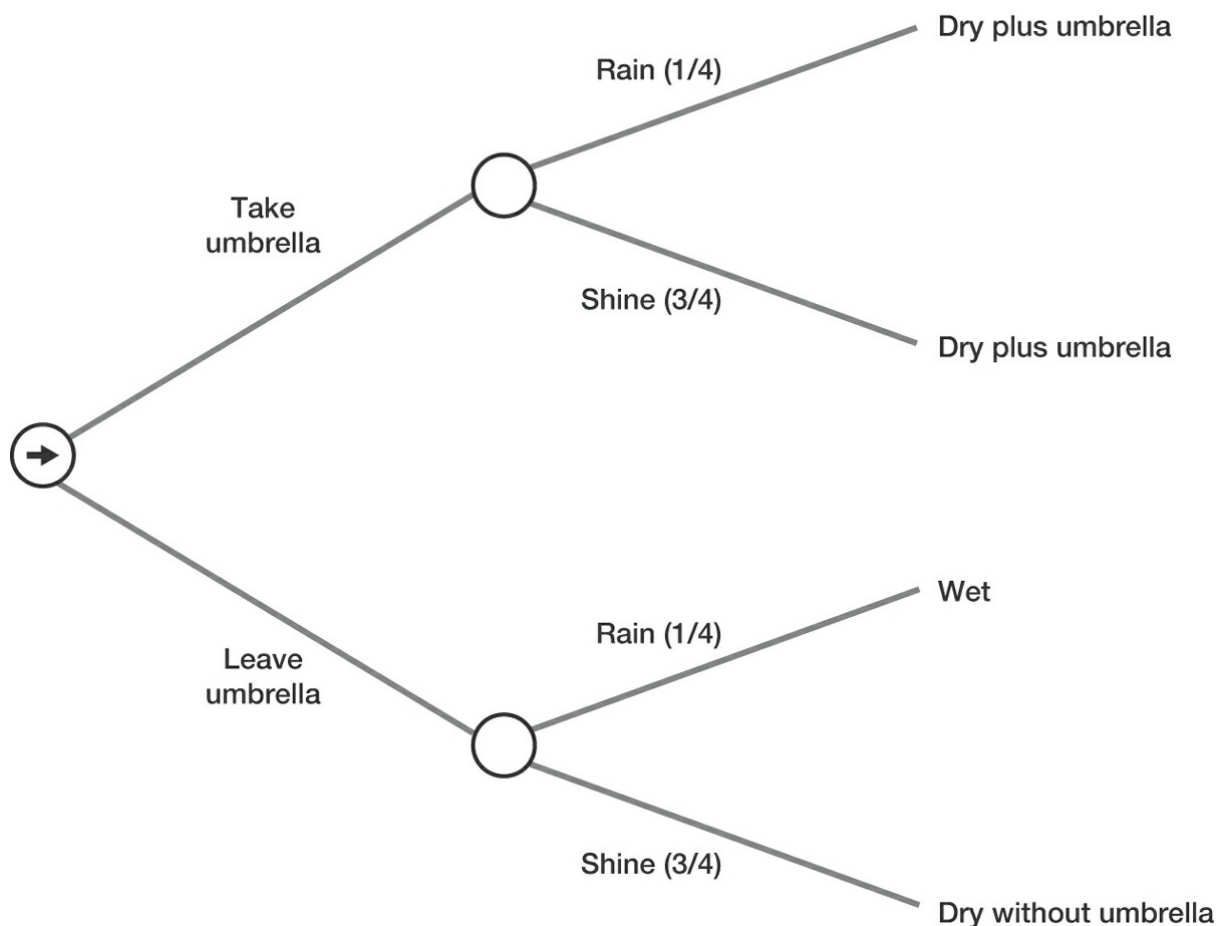 Dry plus umbrella
Rain (1/4)
Take
umbrella
Shine (3/4)
Dry plus umbrella
Wet
Rain (1/4)
Leave
umbrella
Shine (3/4)
Dry without umbrella